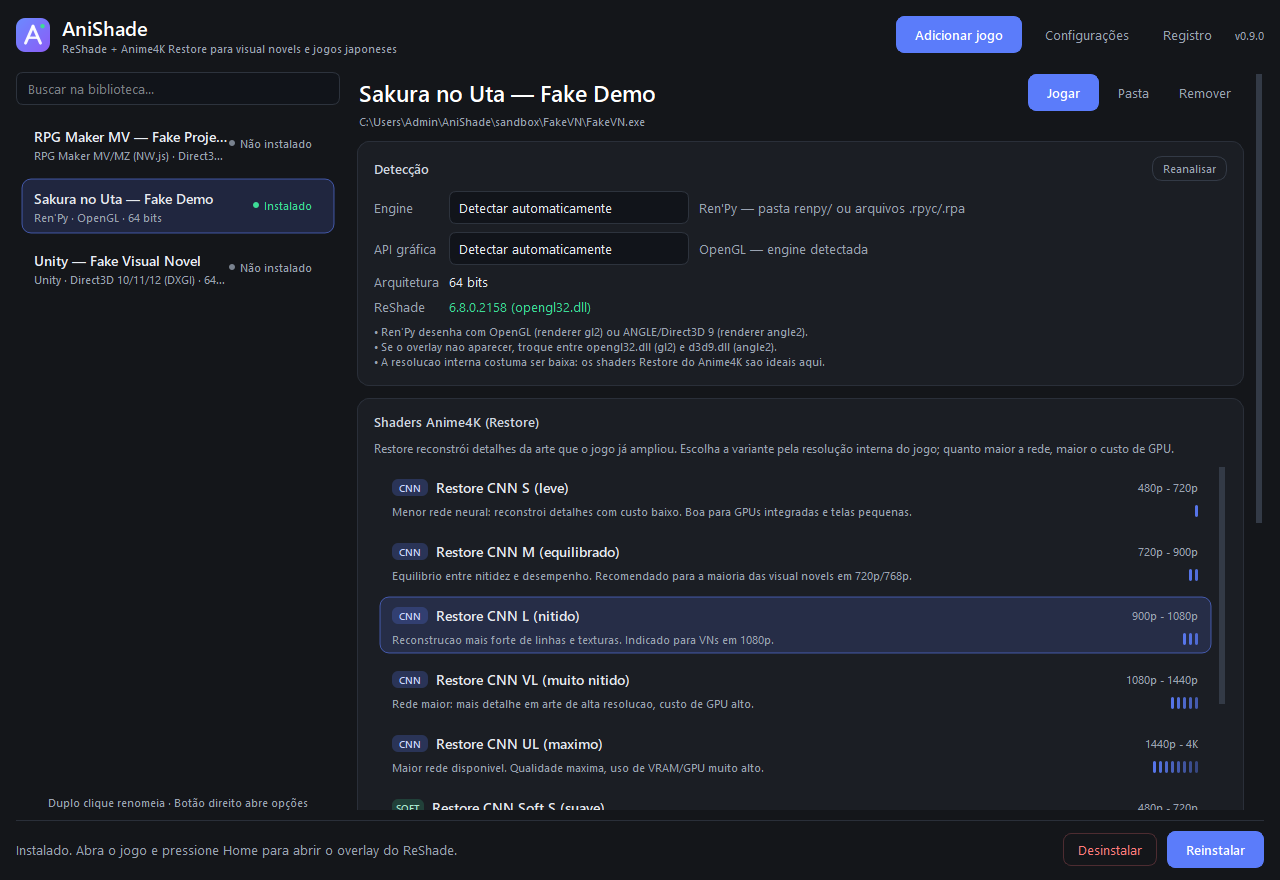 AniShade
ReShade + Anime4K Restore para visual novels e jogos japoneses
Adicionar jogo
Configurações
Registro
v0.9.0
Buscar na biblioteca...
RPG Maker MV — Fake Proje...
Não instalado
RPG Maker MV/MZ (NW.js) · Direct3...
Sakura no Uta — Fake Demo
Instalado
Ren'Py · OpenGL · 64 bits
Unity — Fake Visual Novel
Não instalado
Unity · Direct3D 10/11/12 (DXGI) · 64...
Duplo clique renomeia · Botão direito abre opções
Sakura no Uta — Fake Demo
C:\Users\Admin\AniShade\sandbox\FakeVN\FakeVN.exe
Jogar
Pasta
Remover
Detecção
Reanalisar
Engine
Detectar automaticamente
Ren'Py — pasta renpy/ ou arquivos .rpyc/.rpa
API gráfica
Detectar automaticamente
OpenGL — engine detectada
Arquitetura
64 bits
ReShade
6.8.0.2158 (opengl32.dll)
• Ren'Py desenha com OpenGL (renderer gl2) ou ANGLE/Direct3D 9 (renderer angle2).
• Se o overlay nao aparecer, troque entre opengl32.dll (gl2) e d3d9.dll (angle2).
• A resolucao interna costuma ser baixa: os shaders Restore do Anime4K sao ideais aqui.
Shaders Anime4K (Restore)
Restore reconstrói detalhes da arte que o jogo já ampliou. Escolha a variante pela resolução interna do jogo; quanto maior a rede, maior o custo de GPU.
CNN
Restore CNN S (leve)
480p - 720p
Menor rede neural: reconstroi detalhes com custo baixo. Boa para GPUs integradas e telas pequenas.
CNN
Restore CNN M (equilibrado)
720p - 900p
Equilibrio entre nitidez e desempenho. Recomendado para a maioria das visual novels em 720p/768p.
CNN
Restore CNN L (nitido)
900p - 1080p
Reconstrucao mais forte de linhas e texturas. Indicado para VNs em 1080p.
CNN
Restore CNN VL (muito nitido)
1080p - 1440p
Rede maior: mais detalhe em arte de alta resolucao, custo de GPU alto.
CNN
Restore CNN UL (maximo)
1440p - 4K
Maior rede disponivel. Qualidade maxima, uso de VRAM/GPU muito alto.
SOFT
Restore CNN Soft S (suave)
480p - 720p
Instalado. Abra o jogo e pressione Home para abrir o overlay do ReShade.
Desinstalar
Reinstalar